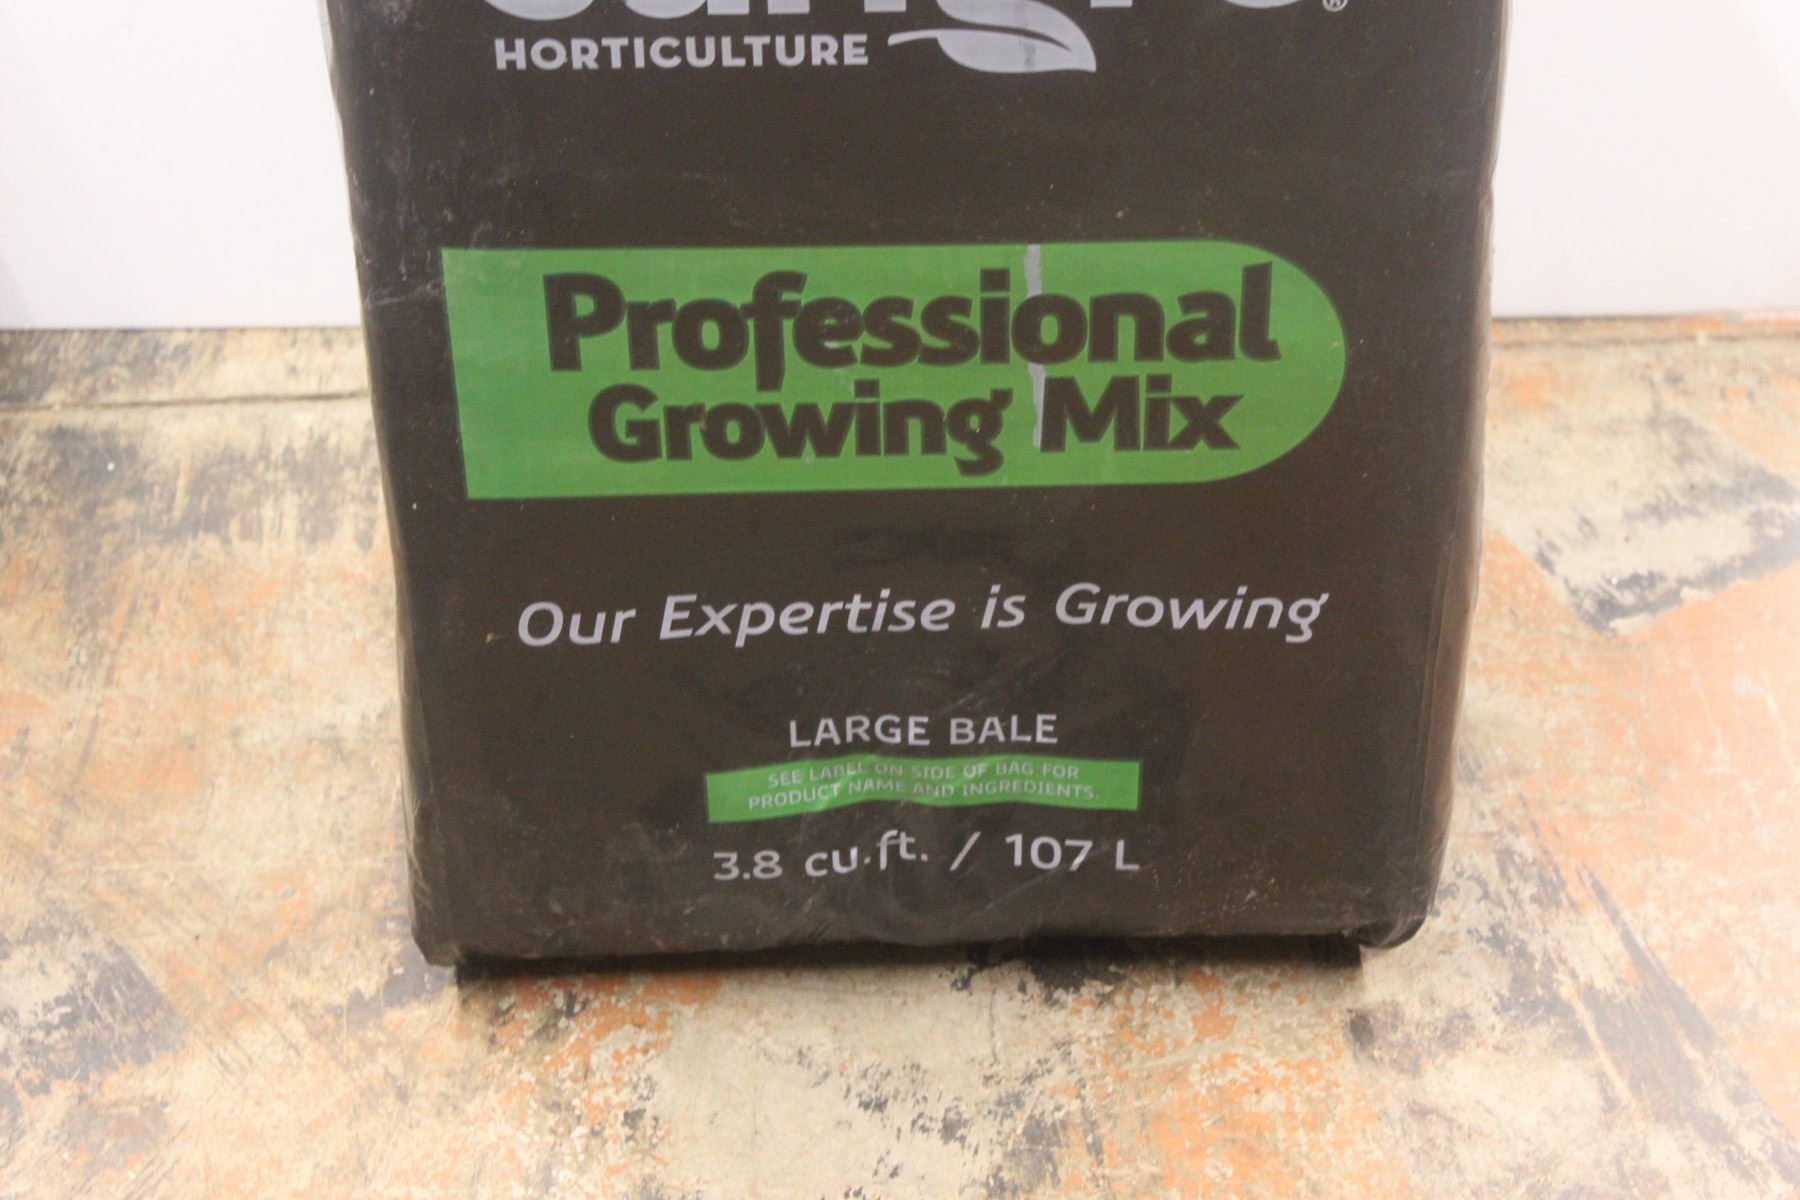 HORTICULTURE
Professional
Growing Mix
Our Expertise is Growing
LARGE BALE
SEE LABEL ON SIDE OF BAG FOR
PRODUCT NAME AND INGREDIENTS.
3.8 cu.ft. / 107 L